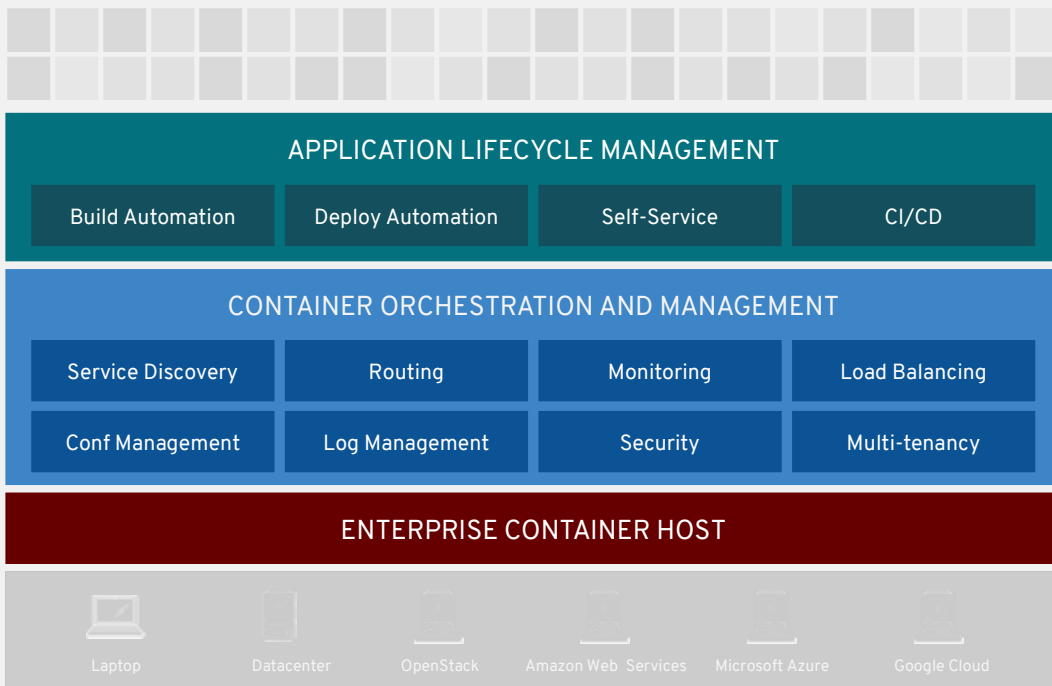 APPLICATION LIFECYCLE MANAGEMENT
Build Automation
Deploy Automation
Self-Service
CI/CD
CONTAINER ORCHESTRATION AND MANAGEMENT
Service Discovery
Routing
Monitoring
Load Balancing
Conf Management
Log Management
Security
Multi-tenancy
ENTERPRISE CONTAINER HOST
Laptop
Datacenter
OpenStack
Amazon Web Services
Microsoft Azure
Google Cloud